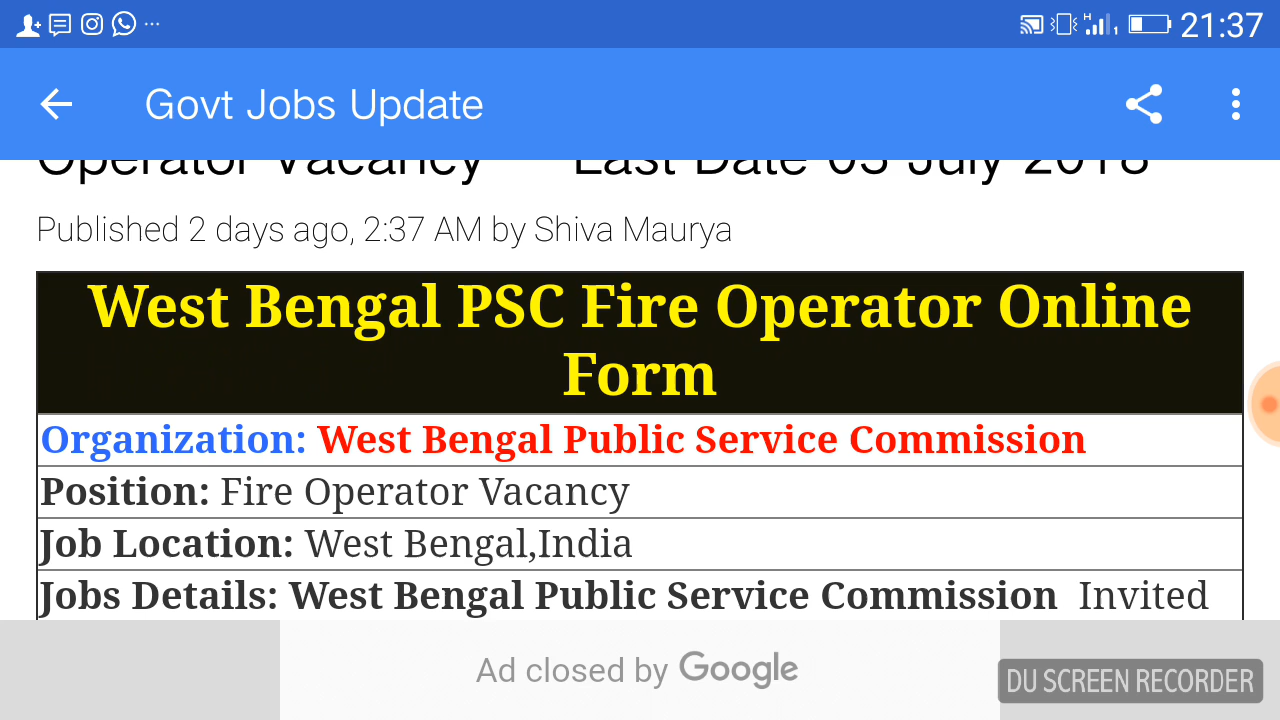 21:37
Govt Jobs Update
Operator Vacancy Last Date 05 July 2018
Published 2 days ago, 2:37 AM by Shiva Maurya
West Bengal PSC Fire Operator Online
Form
Organization: West Bengal Public Service Commission
Position: Fire Operator Vacancy
Job Location: West Bengal,India
Jobs Details: West Bengal Public Service Commission Invited
Ad closed by Google
DU SCREEN RECORDER